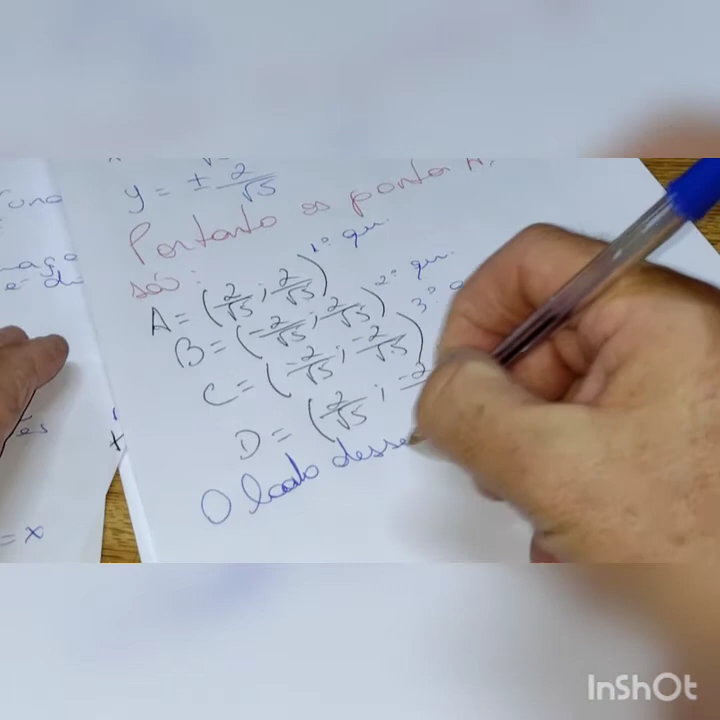 y = ± 2/√5
Portanto os pontos A,
são:
A = (2/√5 ; 2/√5) 1º qu.
B = (-2/√5 ; 2/√5) 2º qu.
C = (-2/√5 ; -2/√5) 3º
D = (2/√5 ; -2
O lado desse
= x
InShOt